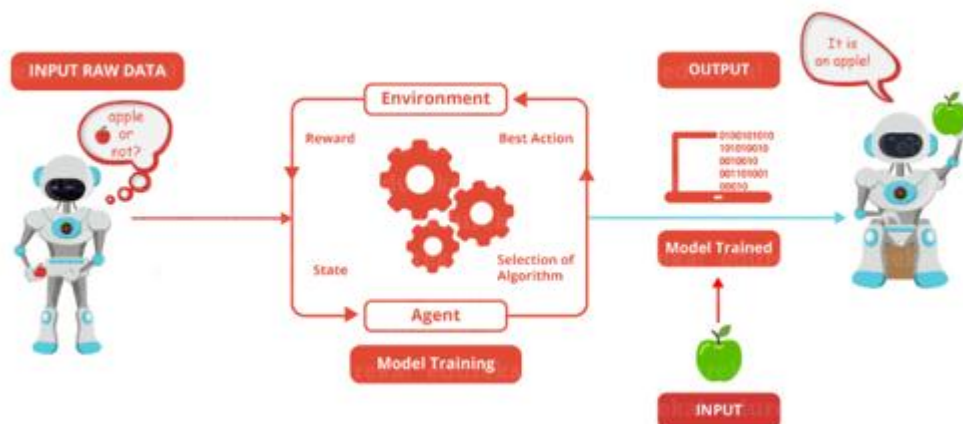 INPUT RAW DATA
apple
or
not?
Environment
Reward
Best Action
State
Selection of
Algorithm
Agent
Model Training
OUTPUT
0100101010
101010010
0010010
001101001
00010
Model Trained
INPUT
It is
an apple!